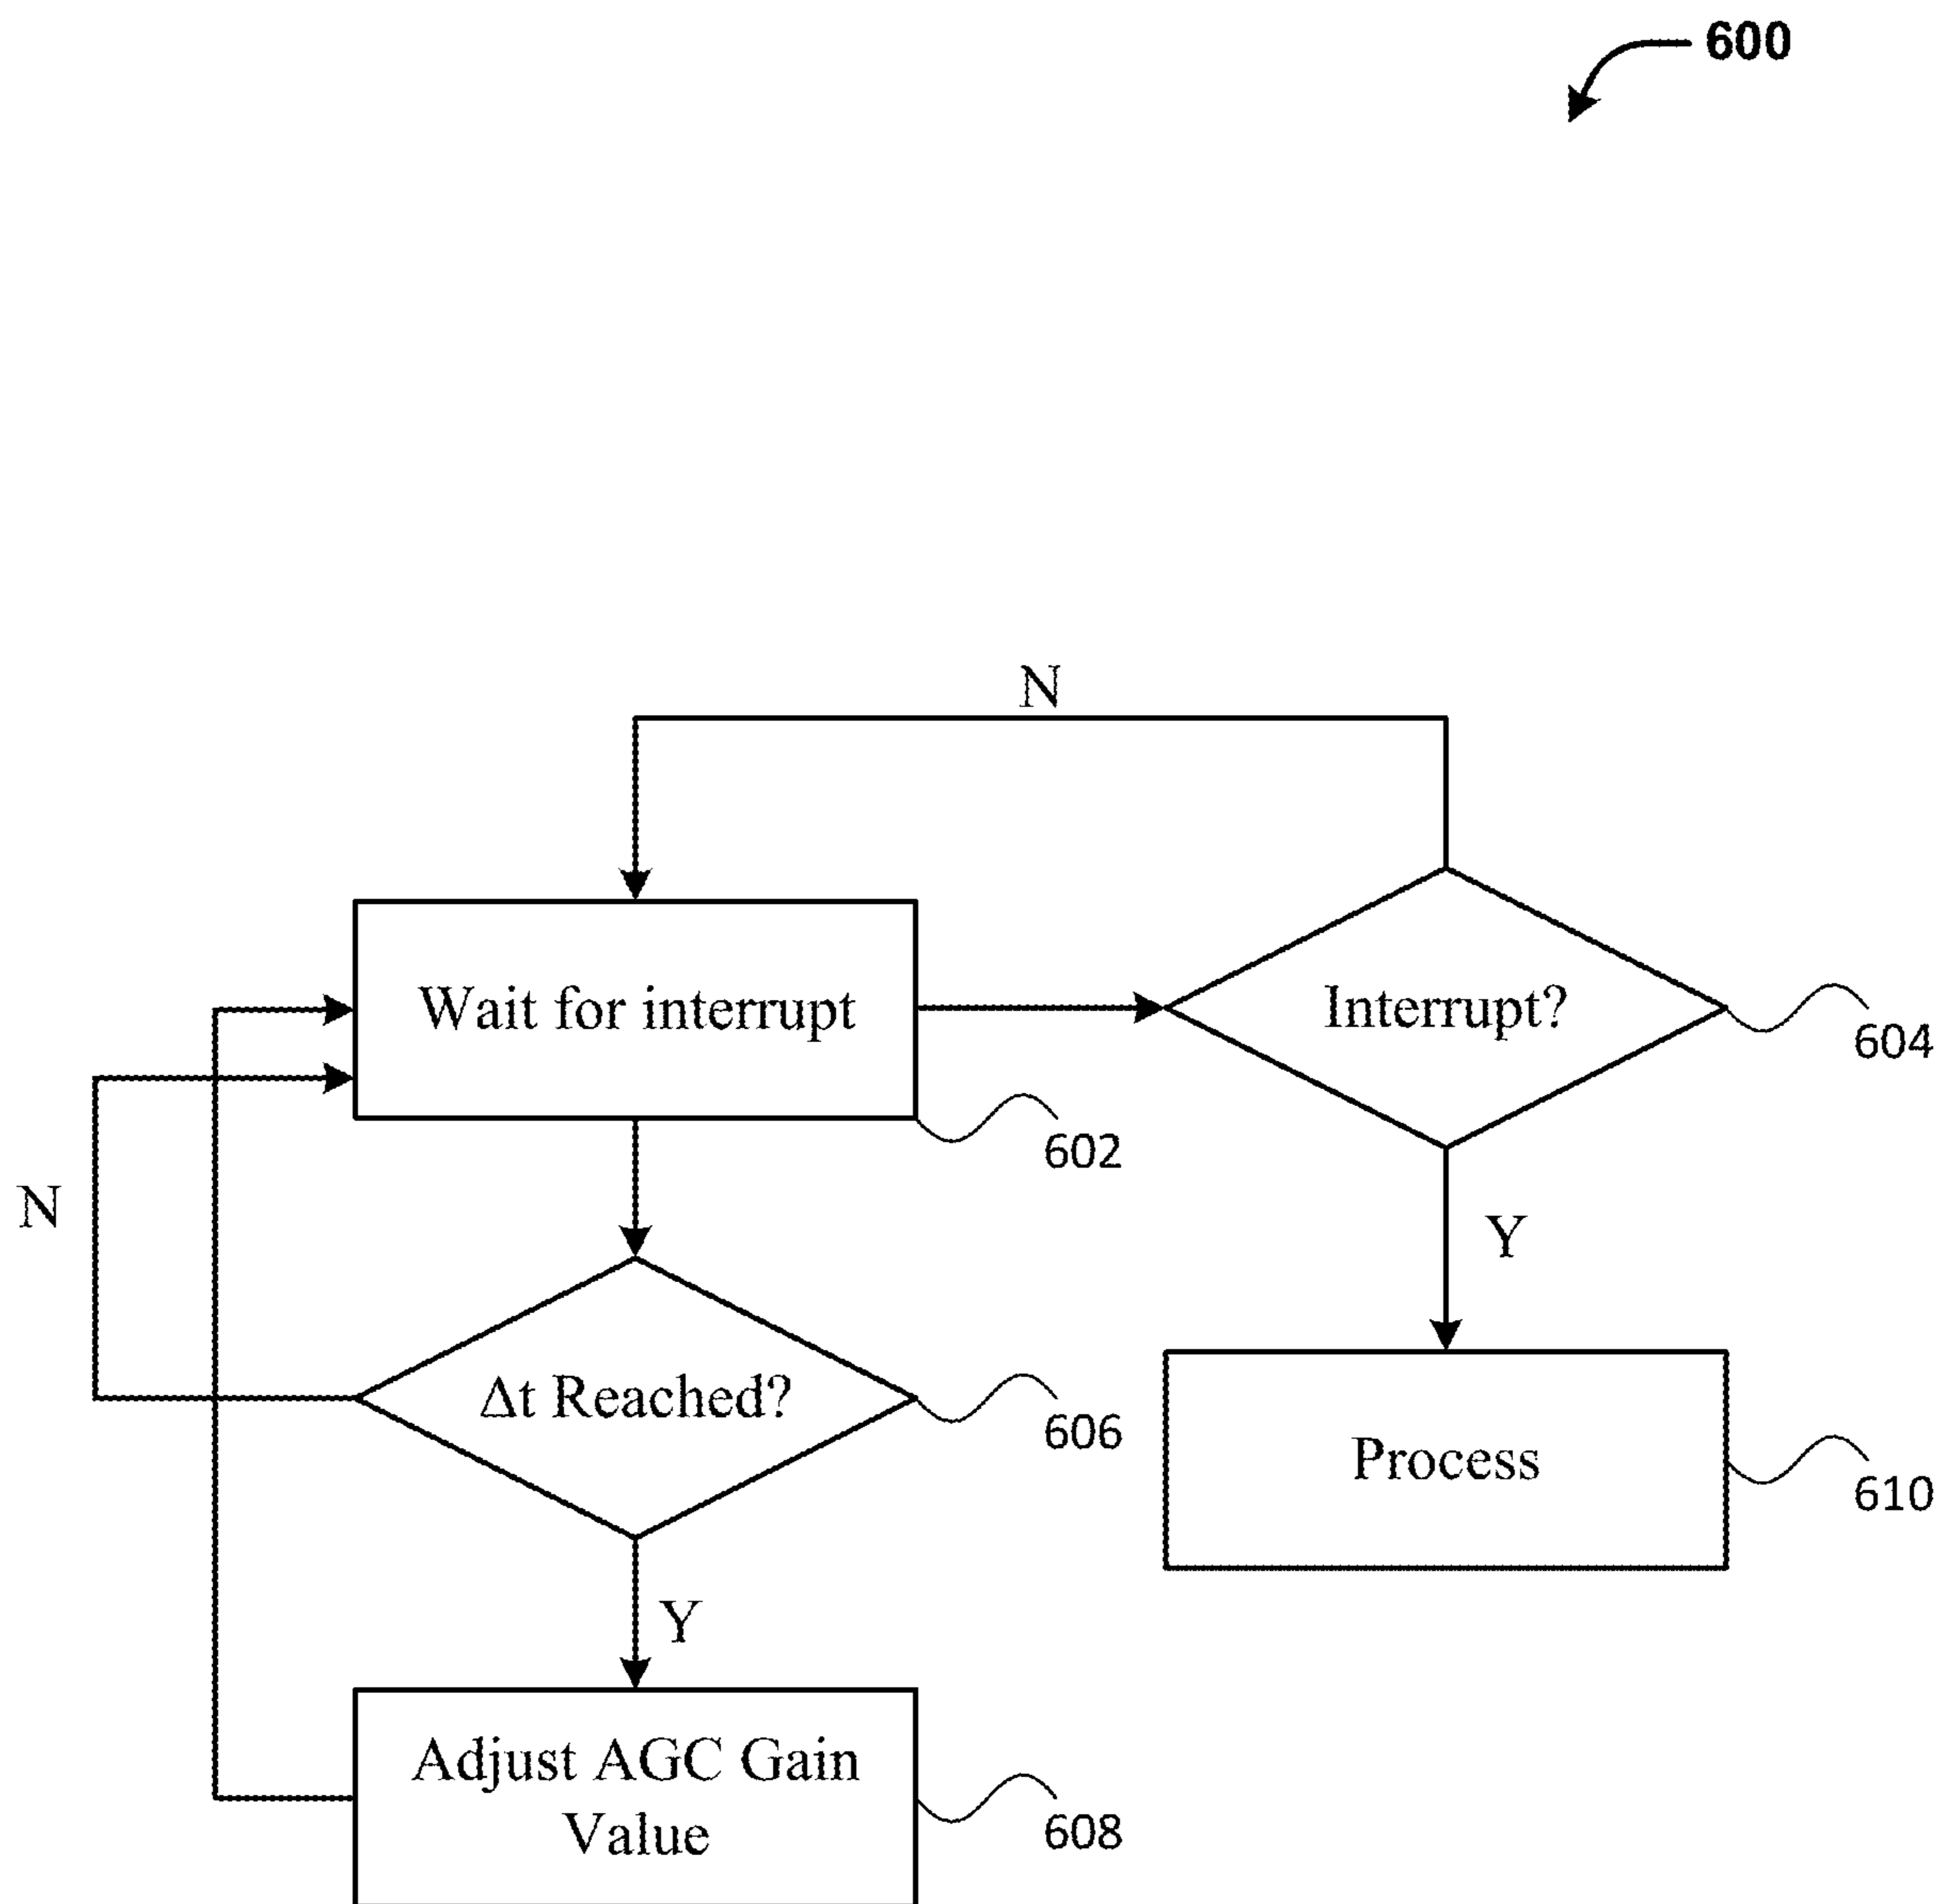 600
N
Wait for interrupt
Interrupt?
604
602
N
Y
Δt Reached?
606
Process
610
Y
Adjust AGC Gain
Value
608